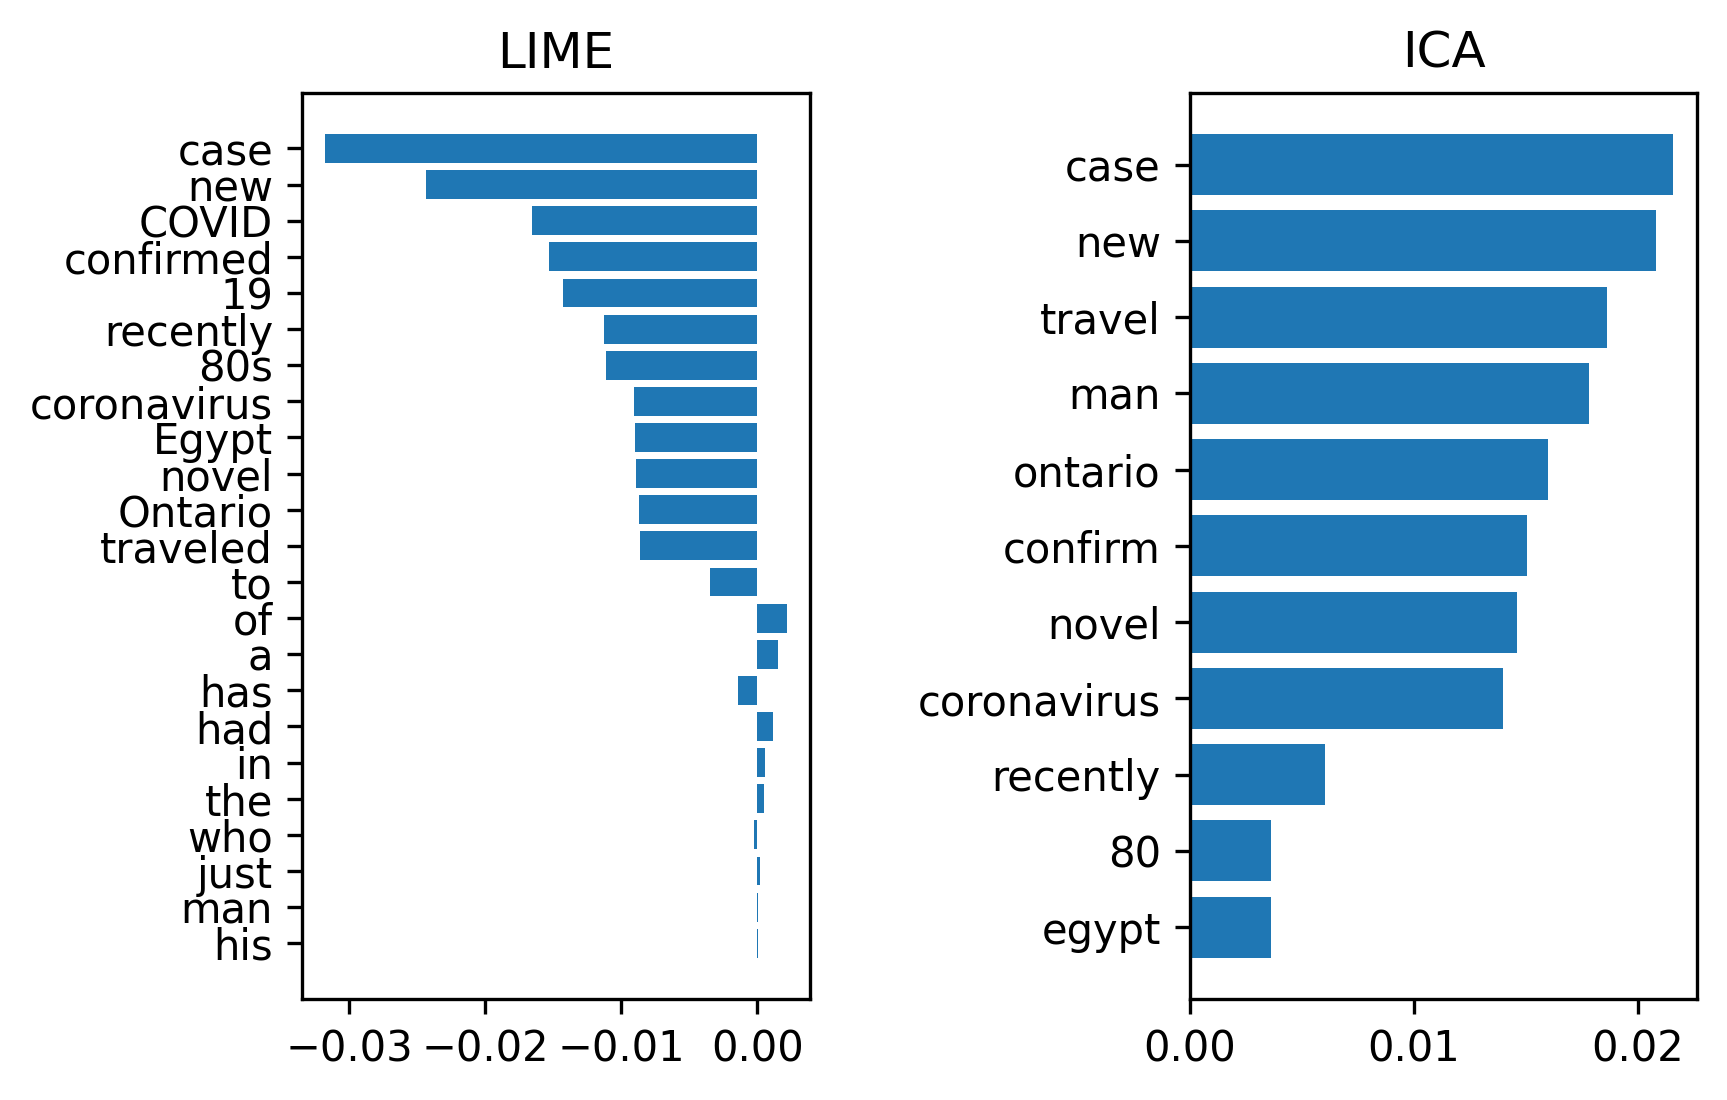 LIME
case
new
COVID
confirmed
19
recently
80s
coronavirus
Egypt
novel
Ontario
traveled
to
of
a
has
had
in
the
who
just
man
his
−0.03 −0.02 −0.01 0.00
ICA
case
new
travel
man
ontario
confirm
novel
coronavirus
recently
80
egypt
0.00 0.01 0.02